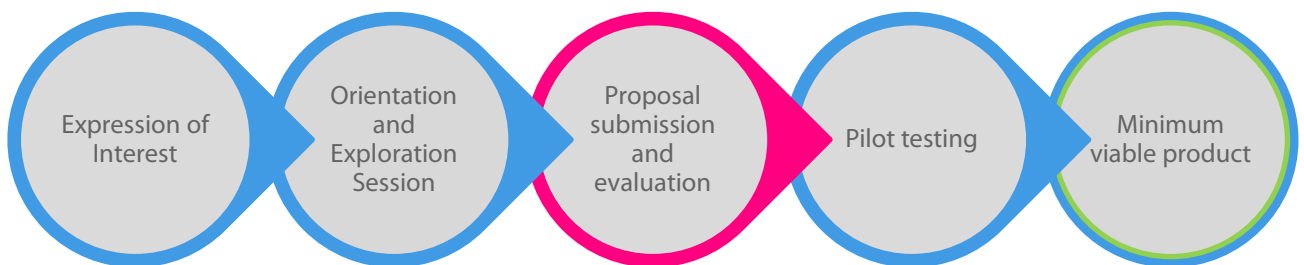 Expression of
Interest
Orientation
and
Exploration
Session
Proposal
submission
and
evaluation
Pilot testing
Minimum
viable product